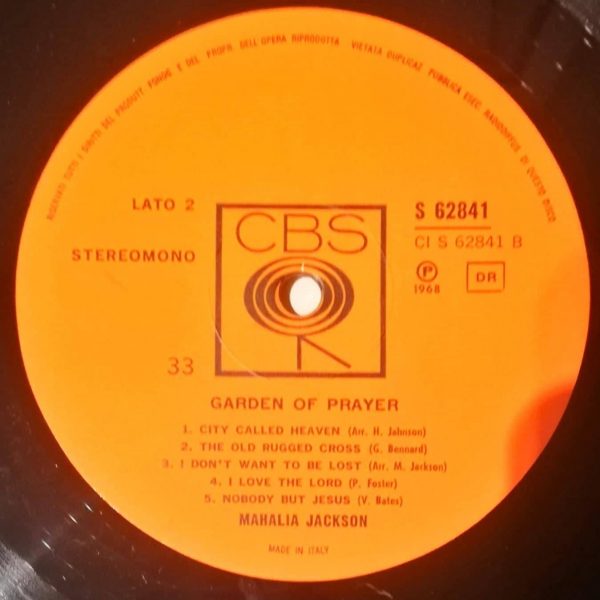 RISERVATI TUTTI I DIRITTI DEL PRODUTT. FONOG. E DEL PROPR. DELL'OPERA RIPRODOTTA VIETATA DUPLICAZ. PUBBLICA ESEC. RADIODIFFUS DI QUESTO DISCO
LATO 2
S 62841
CBS
CI S 62841 B
STEREOMONO
P
DR
1968
33
GARDEN OF PRAYER
1. CITY CALLED HEAVEN (Arr. H. Johnson)
2. THE OLD RUGGED CROSS (G. Bennard)
3. I DON'T WANT TO BE LOST (Arr. M. Jackson)
4. I LOVE THE LORD (P. Foster)
5. NOBODY BUT JESUS (V. Bates)
MAHALIA JACKSON
MADE IN ITALY